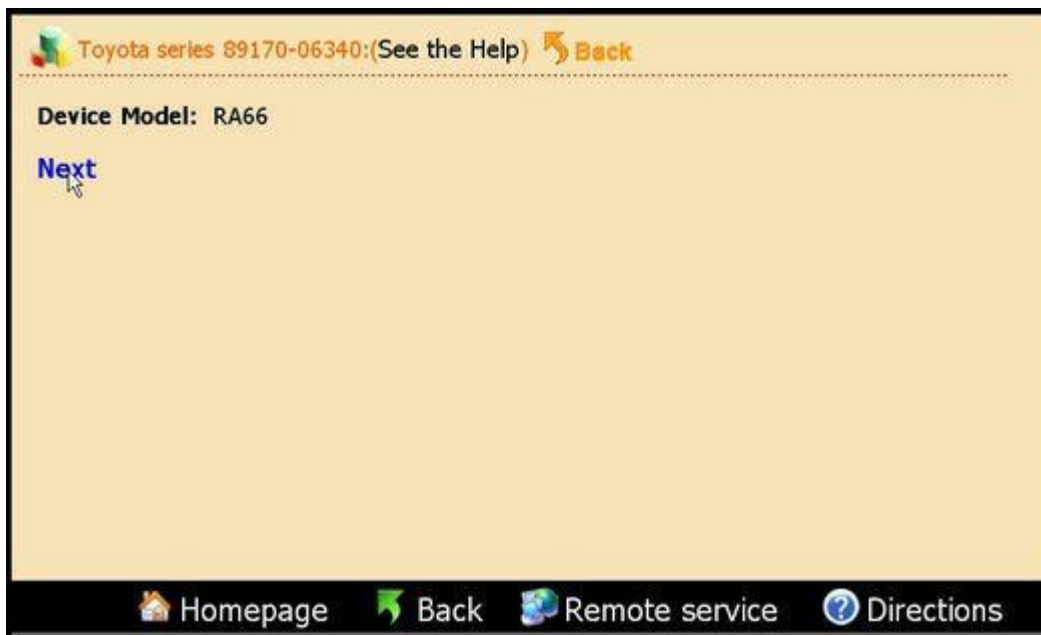 Toyota series 89170-06340:(See the Help) Back
Device Model: RA66
Next
Homepage Back Remote service Directions